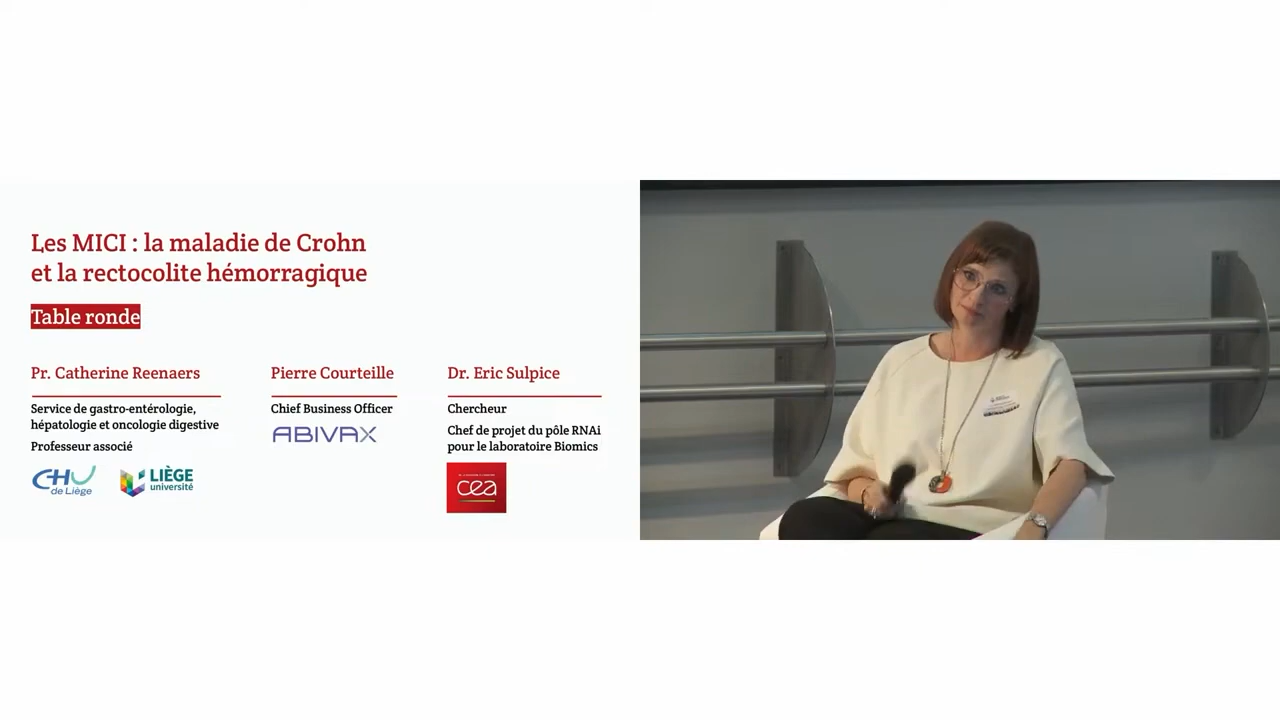 Les MICI : la maladie de Crohn
et la rectocolite hémorragique
Table ronde
Pr. Catherine Reenaers
Service de gastro-entérologie,
hépatologie et oncologie digestive
Professeur associé
CHU
de Liège
LIÈGE
université
Pierre Courteille
Chief Business Officer
ABIVAX
Dr. Eric Sulpice
Chercheur
Chef de projet du pôle RNAi
pour le laboratoire Biomics
cea